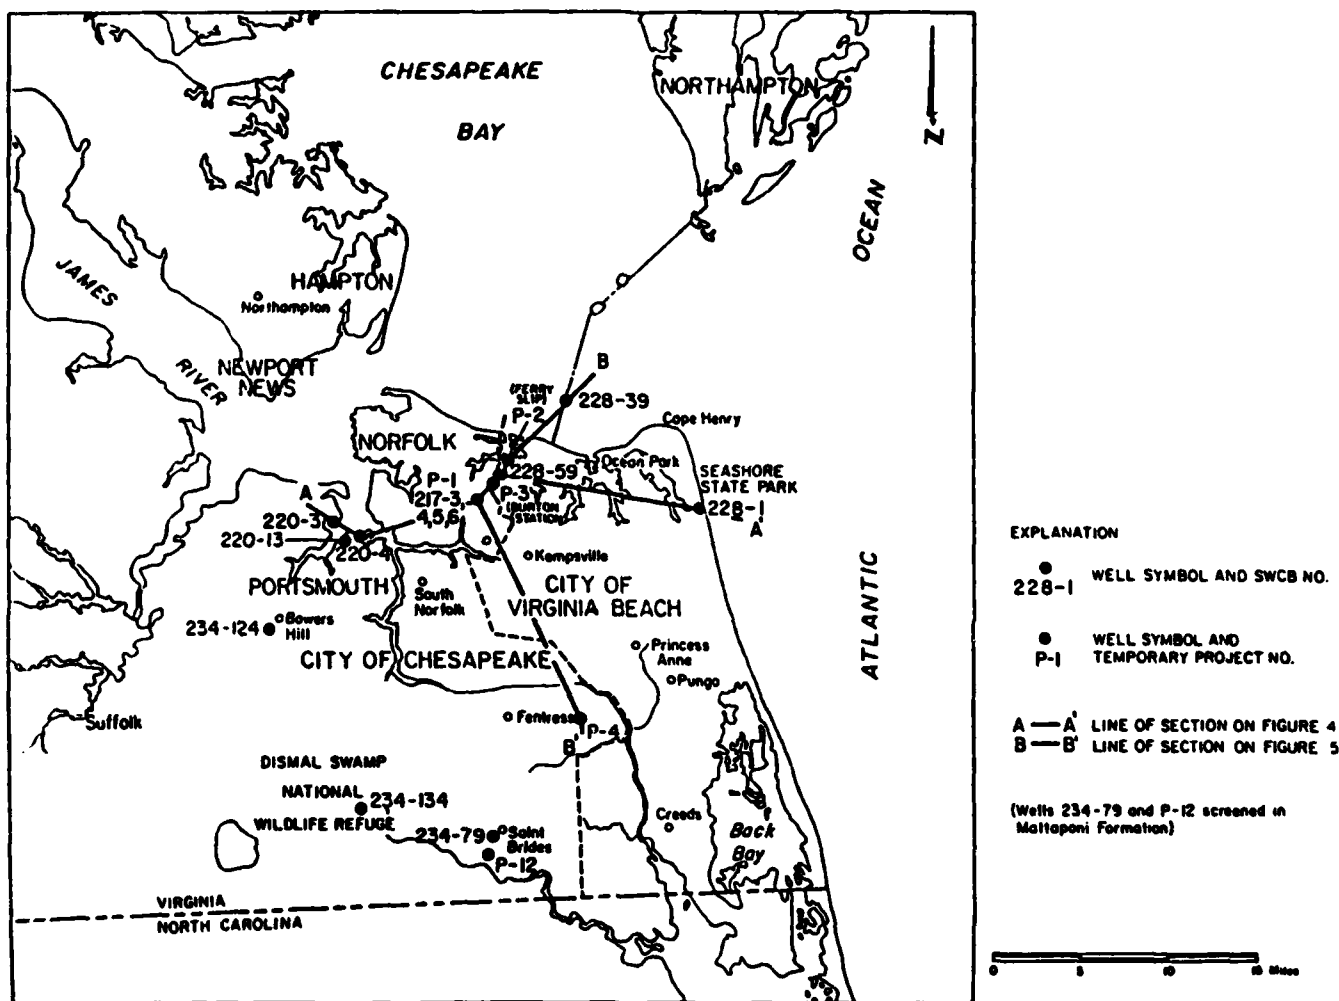 CHESAPEAKE
BAY
NORTHAMPTON
N
OCEAN
JAMES
RIVER
HAMPTON
Northampton
NEWPORT
NEWS
B
(FERRY
SLIP)
P-2
228-39
Cape Henry
NORFOLK
Ocean Park
228-59
SEASHORE
STATE PARK
P-1
217-3,
4,5,6
P-3
(BURTON
STATION)
228-1
A'
A
220-3
220-13
220-4
Kempsville
PORTSMOUTH
South
Norfolk
CITY OF
VIRGINIA BEACH
ATLANTIC
234-124
Bowers
Hill
CITY OF CHESAPEAKE
Princess
Anne
Pungo
Suffolk
Fentress
P-4
B'
DISMAL SWAMP
NATIONAL
WILDLIFE REFUGE
234-134
234-79
Saint
Brides
P-12
Creeds
Back
Bay
VIRGINIA
NORTH CAROLINA
EXPLANATION
228-1 WELL SYMBOL AND SWCB NO.
WELL SYMBOL AND
P-1 TEMPORARY PROJECT NO.
A — A' LINE OF SECTION ON FIGURE 4
B — B' LINE OF SECTION ON FIGURE 5
(Wells 234-79 and P-12 screened in
Mattaponi Formation)
0 5 10 15 Miles